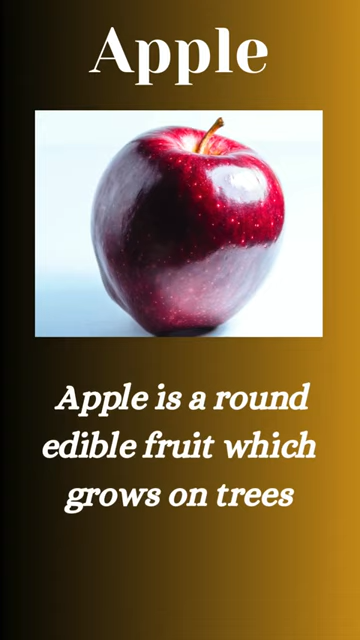 Apple
Apple is a round
edible fruit which
grows on trees